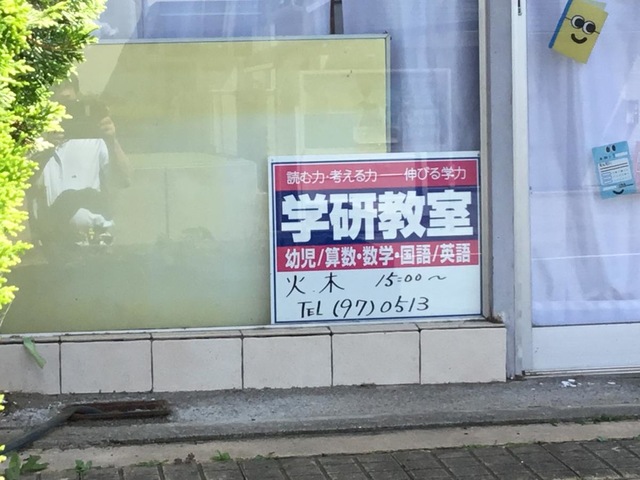 読む力・考える力――伸びる学力
学研教室
幼児/算数・数学・国語/英語
火 木 15:00～
TEL (97)0513